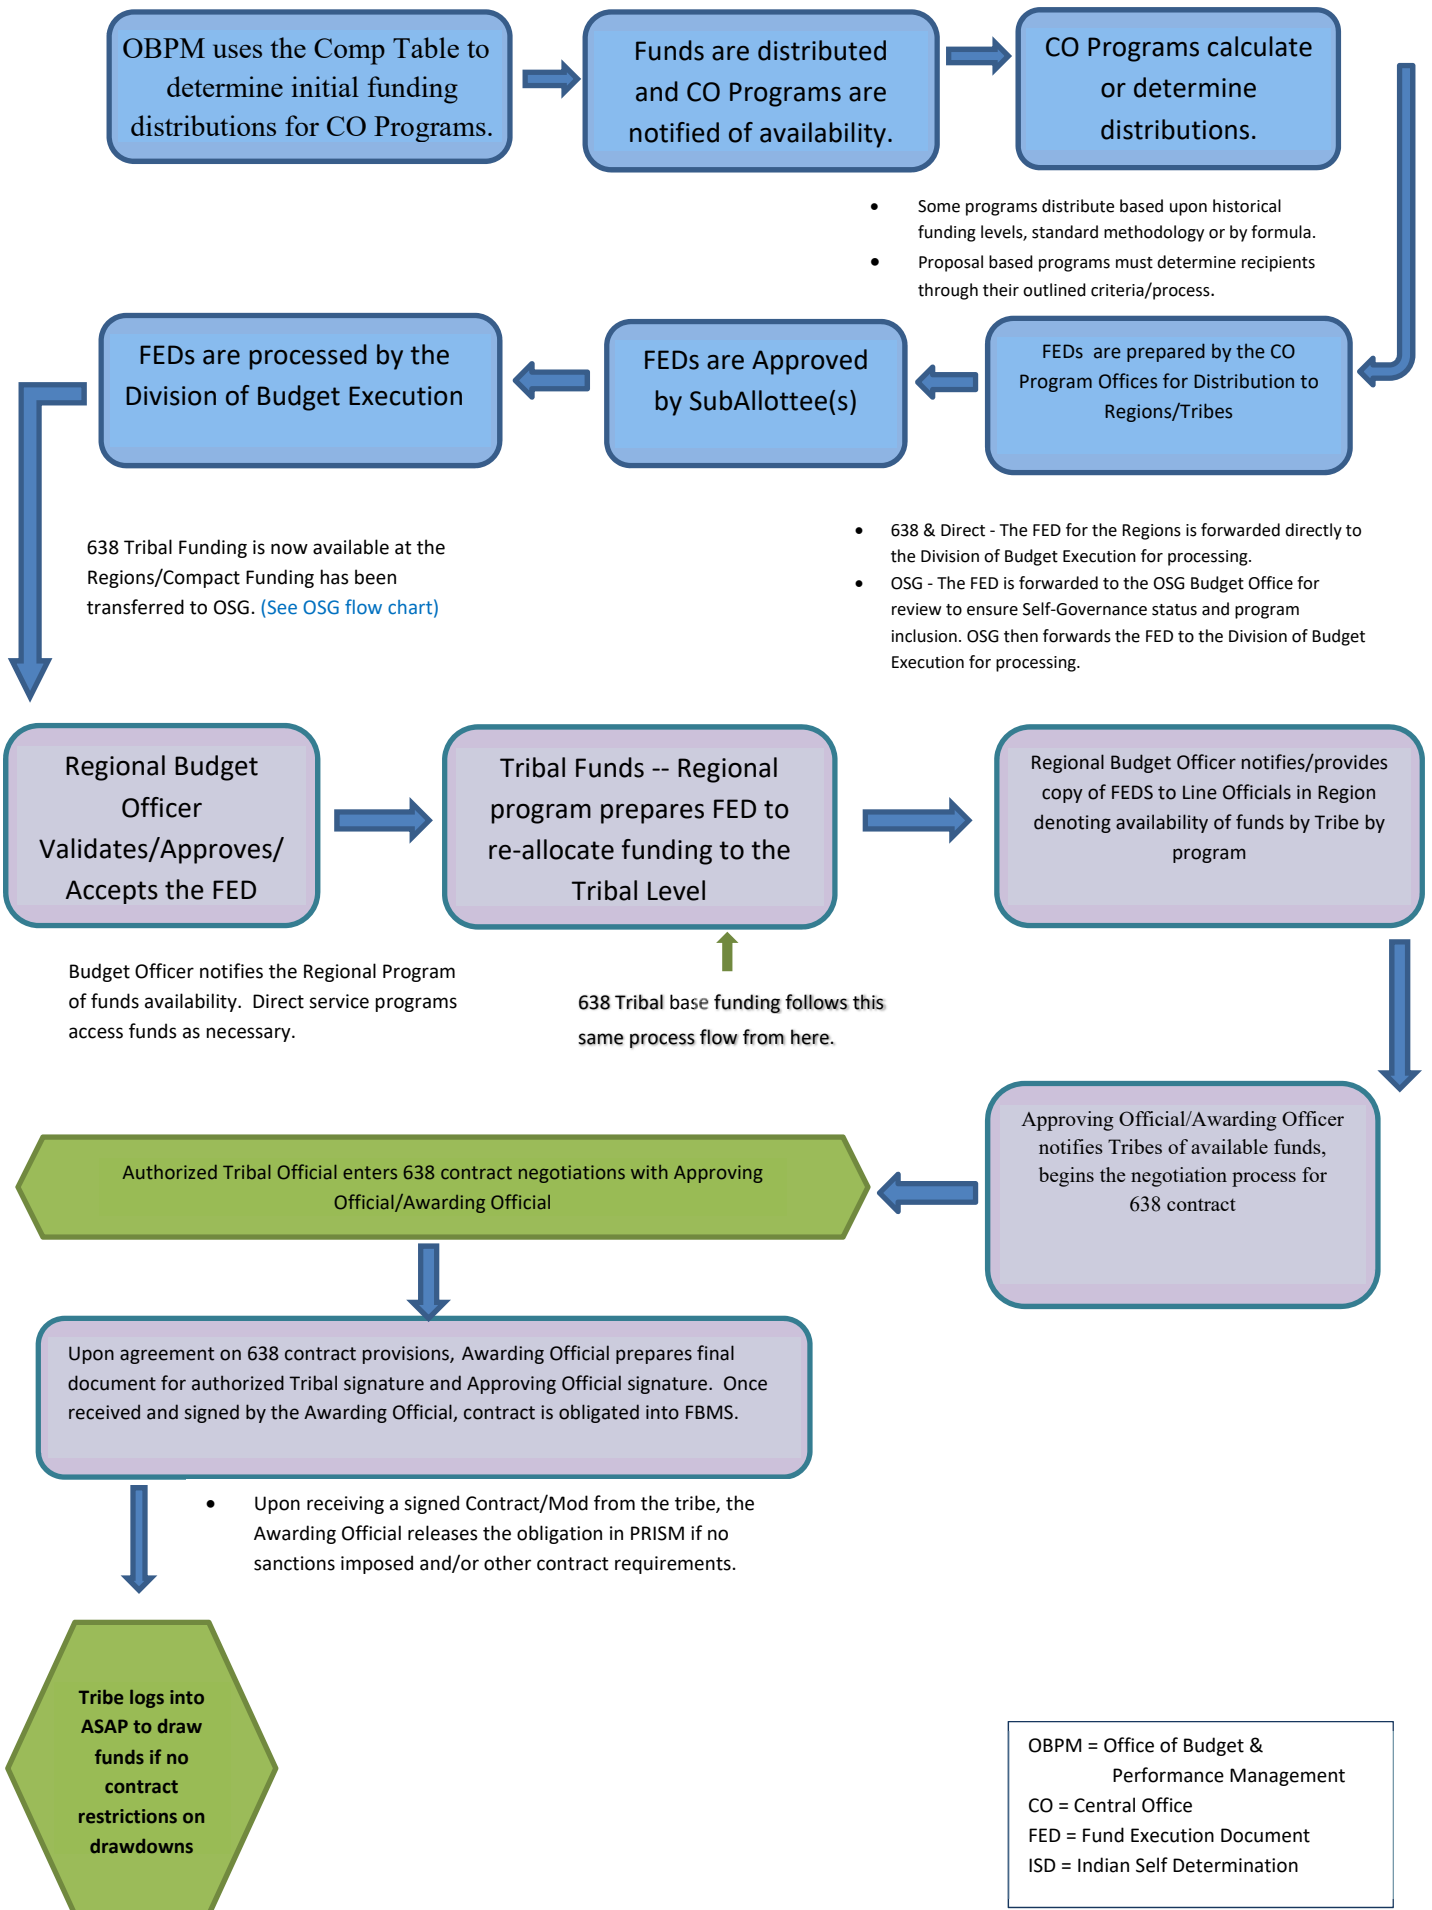 OBPM uses the Comp Table to
determine initial funding
distributions for CO Programs.
Funds are distributed
and CO Programs are
notified of availability.
CO Programs calculate
or determine
distributions.
• Some programs distribute based upon historical
funding levels, standard methodology or by formula.
• Proposal based programs must determine recipients
through their outlined criteria/process.
FEDs are prepared by the CO
Program Offices for Distribution to
Regions/Tribes
FEDs are Approved
by SubAllottee(s)
FEDs are processed by the
Division of Budget Execution
638 Tribal Funding is now available at the
Regions/Compact Funding has been
transferred to OSG. (See OSG flow chart)
• 638 & Direct - The FED for the Regions is forwarded directly to
the Division of Budget Execution for processing.
• OSG - The FED is forwarded to the OSG Budget Office for
review to ensure Self-Governance status and program
inclusion. OSG then forwards the FED to the Division of Budget
Execution for processing.
Regional Budget
Officer
Validates/Approves/
Accepts the FED
Tribal Funds -- Regional
program prepares FED to
re-allocate funding to the
Tribal Level
Regional Budget Officer notifies/provides
copy of FEDS to Line Officials in Region
denoting availability of funds by Tribe by
program
Budget Officer notifies the Regional Program
of funds availability. Direct service programs
access funds as necessary.
638 Tribal base funding follows this
same process flow from here.
Approving Official/Awarding Officer
notifies Tribes of available funds,
begins the negotiation process for
638 contract
Authorized Tribal Official enters 638 contract negotiations with Approving
Official/Awarding Official
Upon agreement on 638 contract provisions, Awarding Official prepares final
document for authorized Tribal signature and Approving Official signature. Once
received and signed by the Awarding Official, contract is obligated into FBMS.
• Upon receiving a signed Contract/Mod from the tribe, the
Awarding Official releases the obligation in PRISM if no
sanctions imposed and/or other contract requirements.
Tribe logs into
ASAP to draw
funds if no
contract
restrictions on
drawdowns
OBPM = Office of Budget &
Performance Management
CO = Central Office
FED = Fund Execution Document
ISD = Indian Self Determination